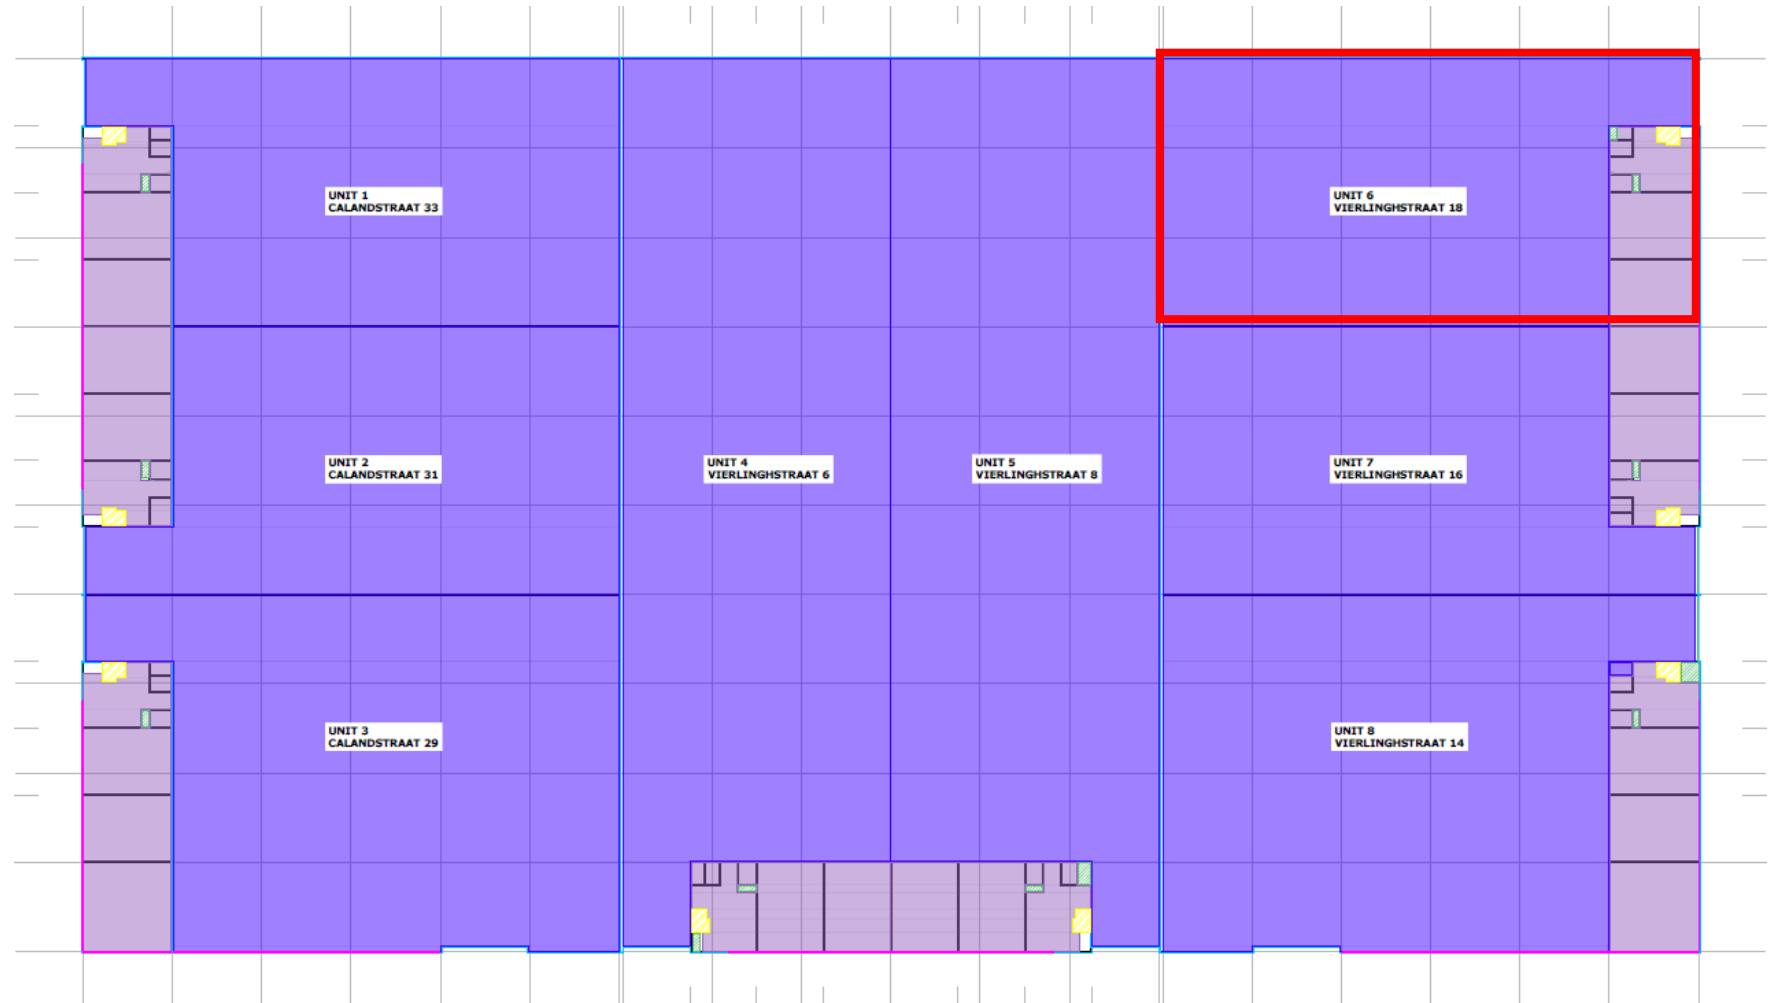 UNIT 1
CALANDSTRAAT 33
UNIT 6
VIERLINGHSTRAAT 18
UNIT 2
CALANDSTRAAT 31
UNIT 4
VIERLINGHSTRAAT 6
UNIT 5
VIERLINGHSTRAAT 8
UNIT 7
VIERLINGHSTRAAT 16
UNIT 3
CALANDSTRAAT 29
UNIT 8
VIERLINGHSTRAAT 14